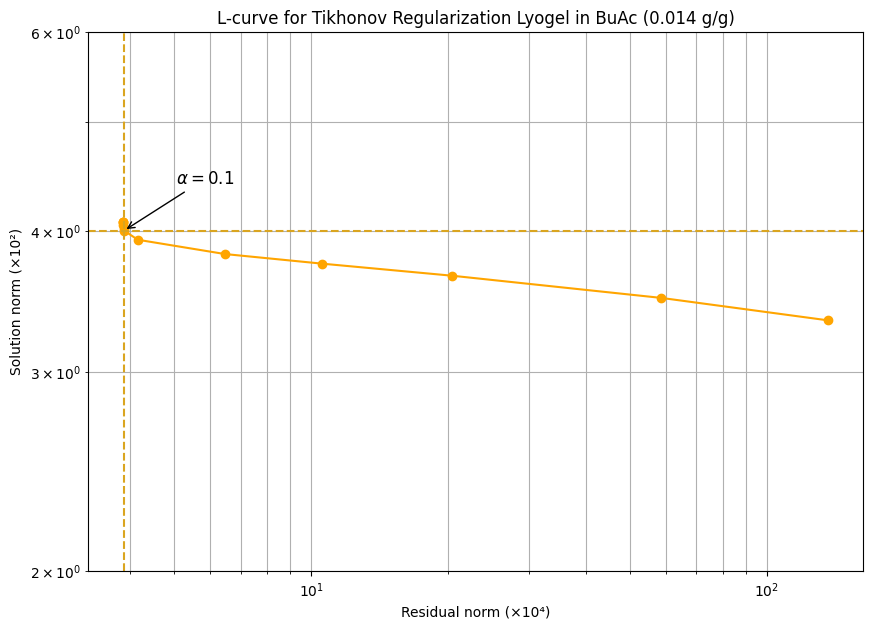 L-curve for Tikhonov Regularization Lyogel in BuAc (0.014 g/g)
6 × 10⁰
α = 0.1
4 × 10⁰
Solution norm (×10²)
3 × 10⁰
2 × 10⁰
10¹ 10²
Residual norm (×10⁴)